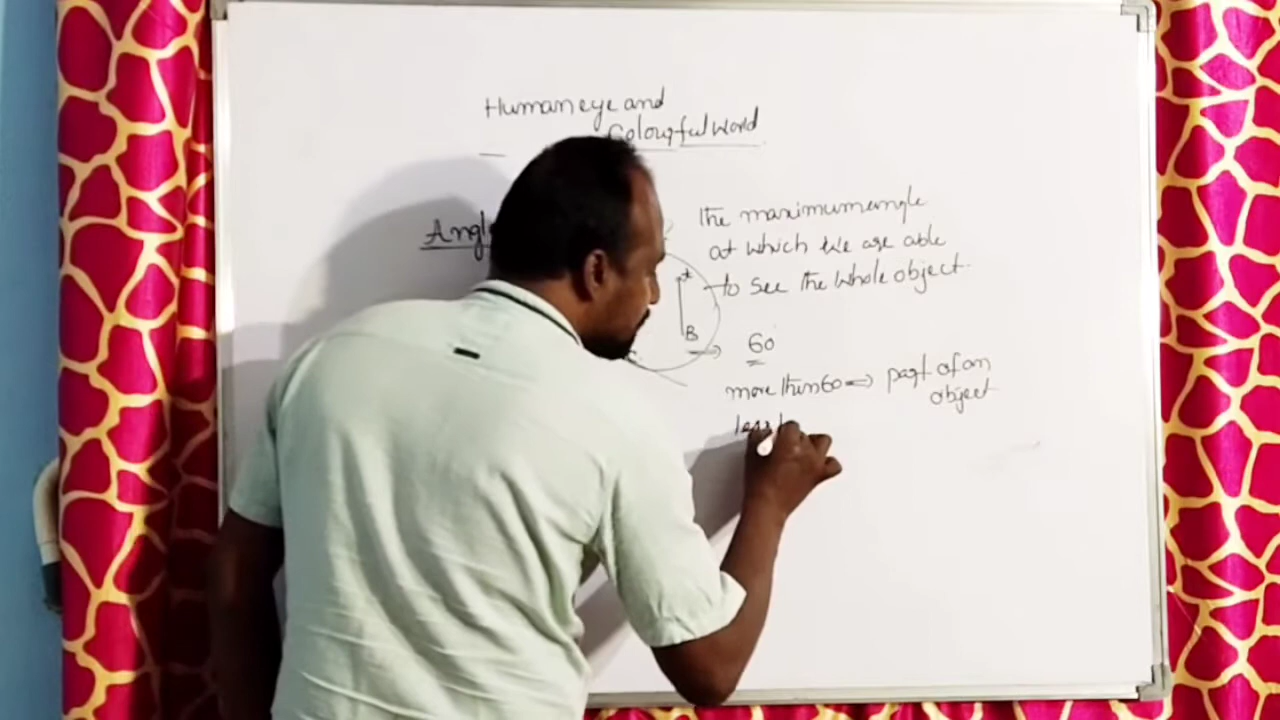 Human eye and
Colourful World
Angl
The maximum angle
at which we are able
to see the whole object.
A
B
60°
more then 60 => part of an
object
less